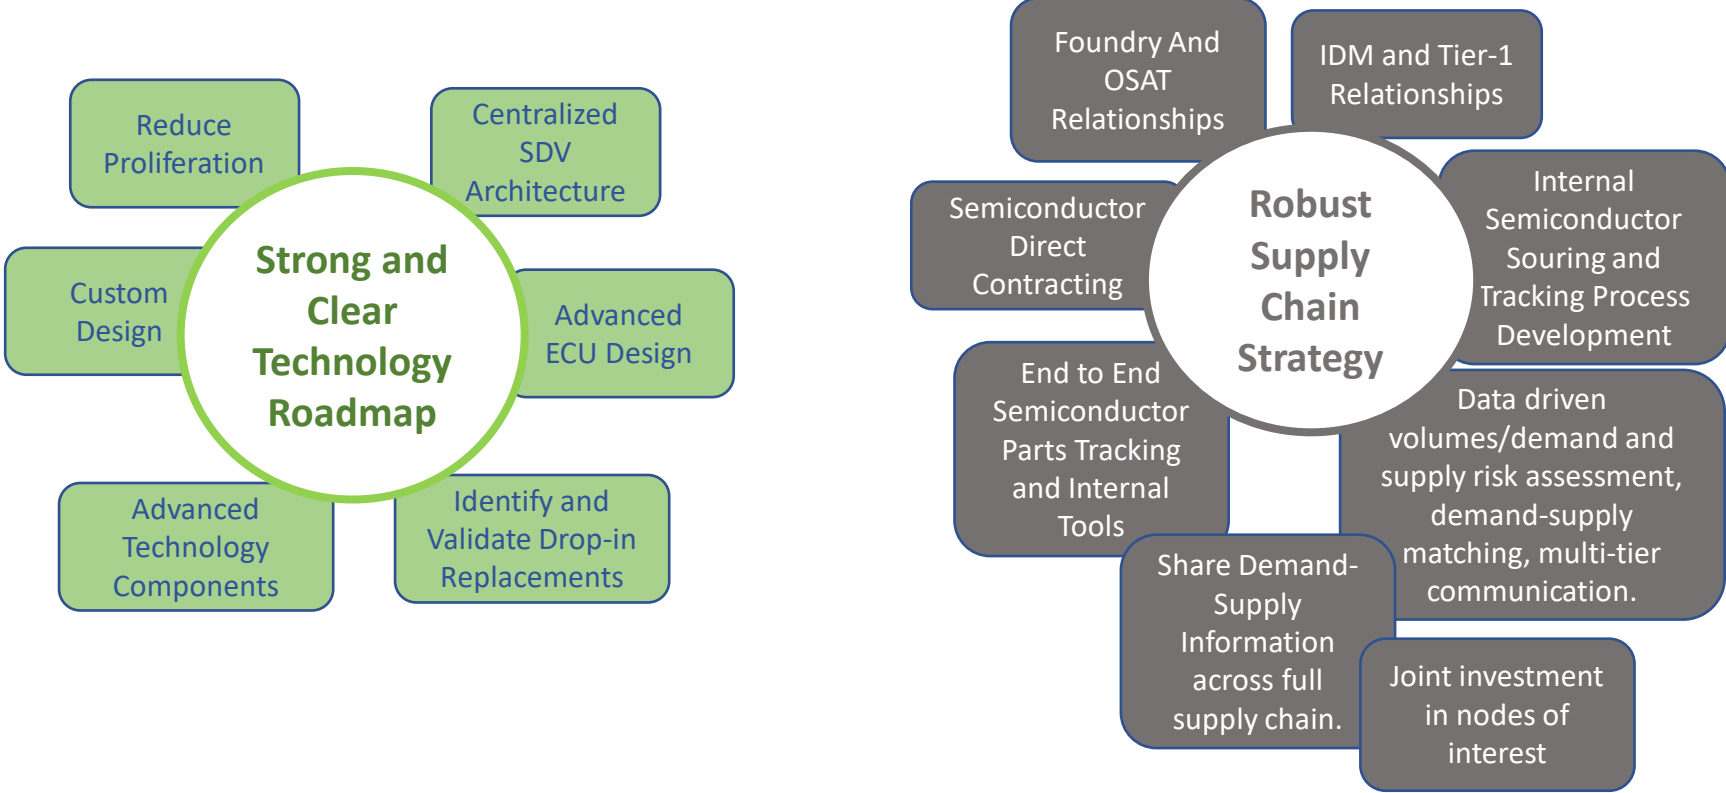 Reduce
Proliferation
Centralized
SDV
Architecture
Custom
Design
Strong and
Clear
Technology
Roadmap
Advanced
ECU Design
Advanced
Technology
Components
Identify and
Validate Drop-in
Replacements
Foundry And
OSAT
Relationships
IDM and Tier-1
Relationships
Semiconductor
Direct
Contracting
Robust
Supply
Chain
Strategy
Internal
Semiconductor
Souring and
Tracking Process
Development
End to End
Semiconductor
Parts Tracking
and Internal
Tools
Data driven
volumes/demand and
supply risk assessment,
demand-supply
matching, multi-tier
communication.
Share Demand-
Supply
Information
across full
supply chain.
Joint investment
in nodes of
interest